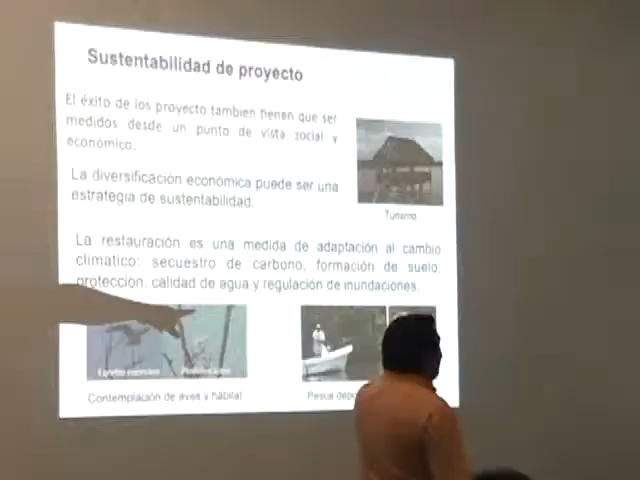 Sustentabilidad de proyecto
El éxito de los proyecto tambien tienen que ser
medidos desde un punto de vista social y
económico.
La diversificación económica puede ser una
estrategia de sustentabilidad.
Turismo
La restauración es una medida de adaptación al cambio
climatico: secuestro de carbono, formación de suelo,
proteccion, calidad de agua y regulación de inundaciones.
Contemplación de aves y hábitat
Pesca